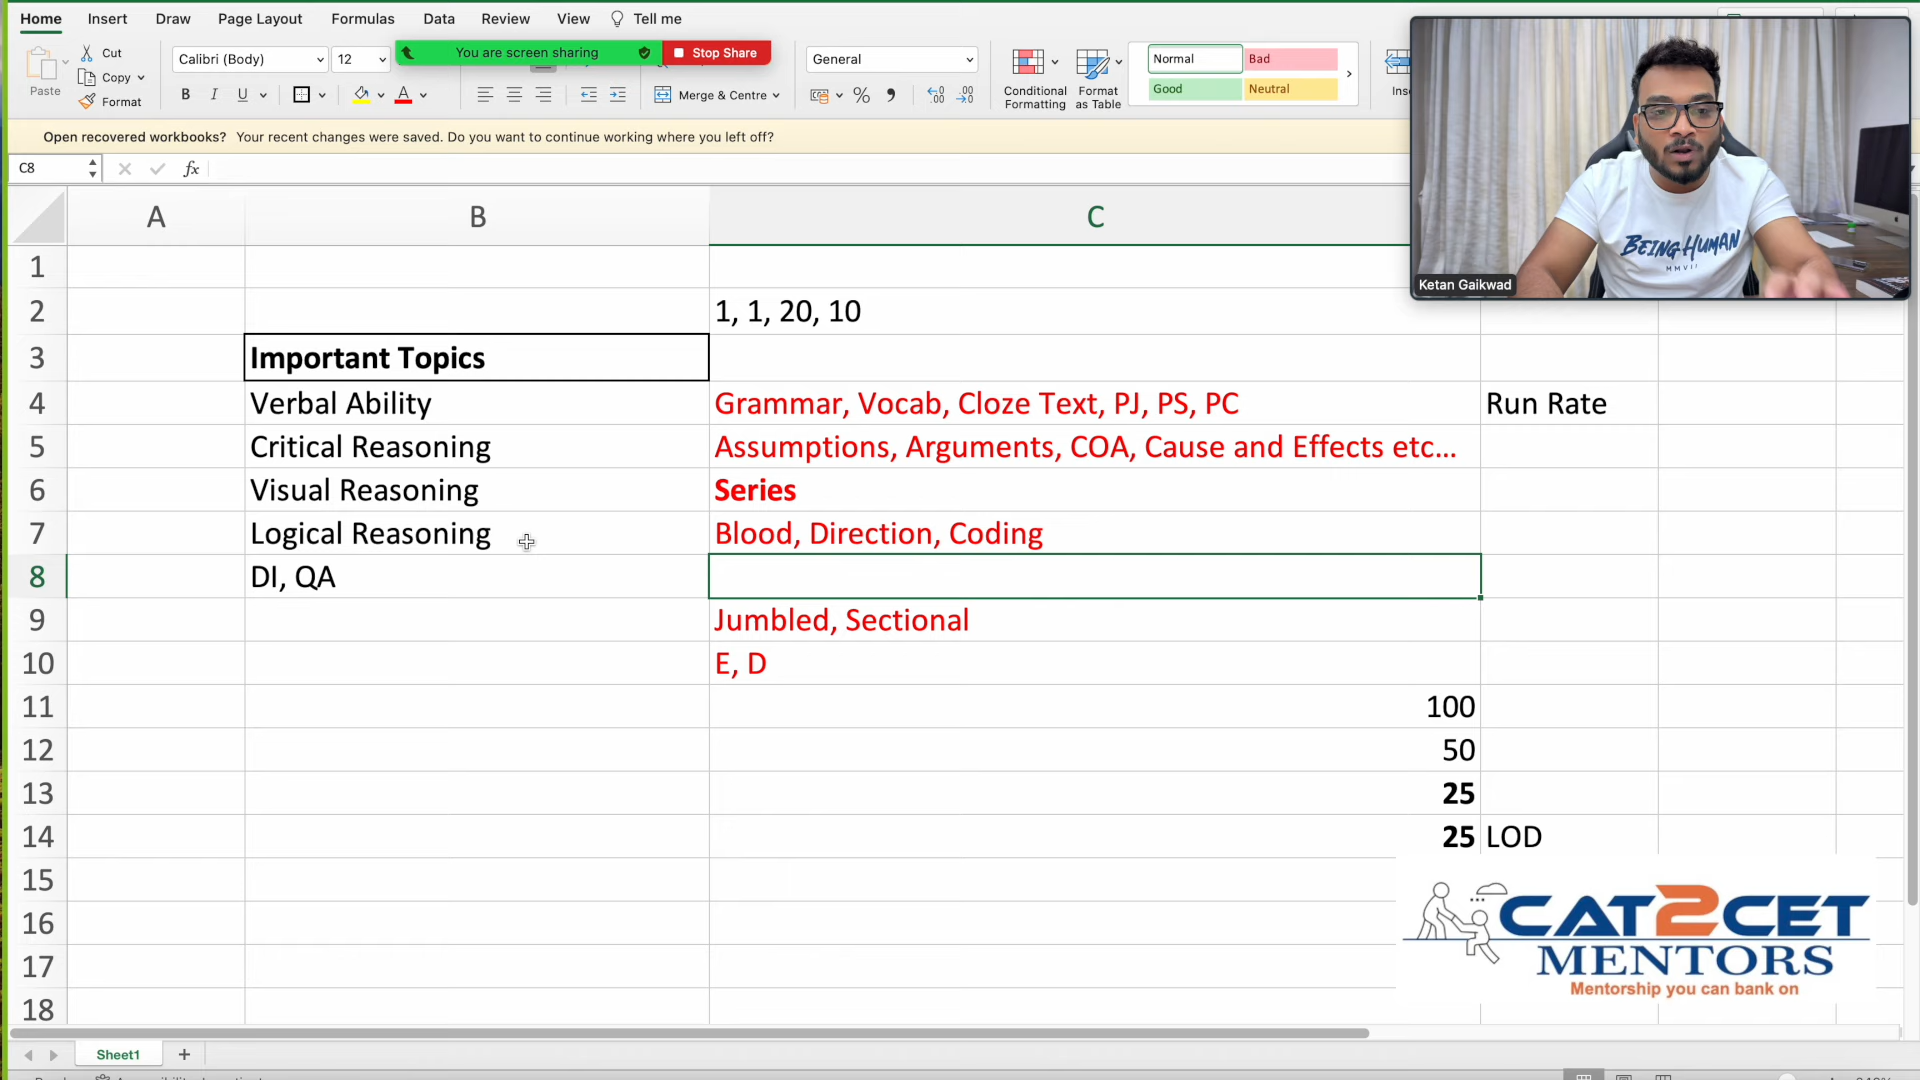 Home Insert Draw Page Layout Formulas Data Review View Tell me
Paste
Cut
Copy
Format
Calibri (Body) 12
You are screen sharing
Stop Share
B I U
A
Merge & Centre
General
%
Conditional Formatting
Format as Table
Normal Bad
Good Neutral
Open recovered workbooks? Your recent changes were saved. Do you want to continue working where you left off?
C8
fx
BEING HUMAN
MMVII
Ketan Gaikwad
A B C
1
2 1, 1, 20, 10
3 Important Topics
4 Verbal Ability Grammar, Vocab, Cloze Text, PJ, PS, PC Run Rate
5 Critical Reasoning Assumptions, Arguments, COA, Cause and Effects etc...
6 Visual Reasoning Series
7 Logical Reasoning Blood, Direction, Coding
8 DI, QA
9 Jumbled, Sectional
10 E, D
11 100
12 50
13 25
14 25 LOD
15
16
17
18
CAT2CET
MENTORS
Mentorship you can bank on
Sheet1